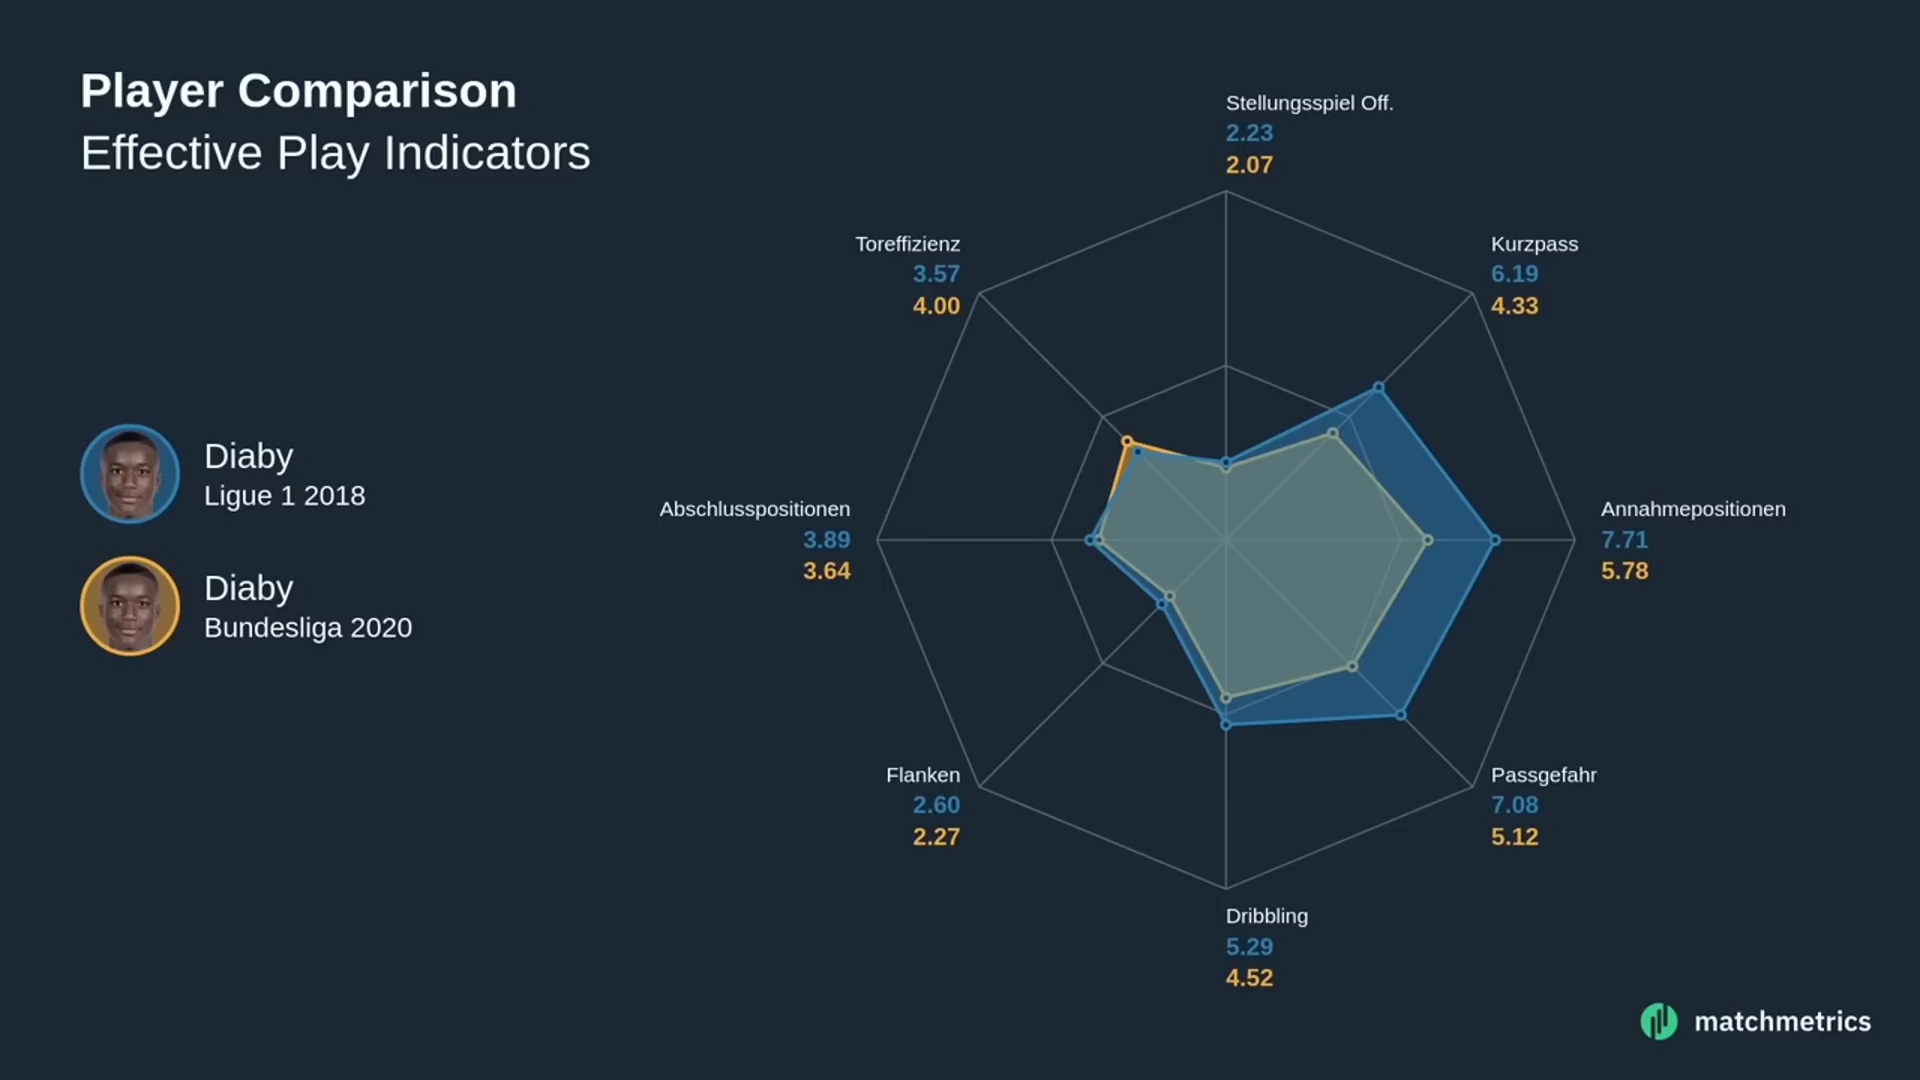 Player Comparison
Effective Play Indicators
Diaby
Ligue 1 2018
Diaby
Bundesliga 2020
Stellungsspiel Off.
2.23
2.07
Kurzpass
6.19
4.33
Annahmepositionen
7.71
5.78
Passgefahr
7.08
5.12
Dribbling
5.29
4.52
Flanken
2.60
2.27
Abschlusspositionen
3.89
3.64
Toreffizienz
3.57
4.00
matchmetrics